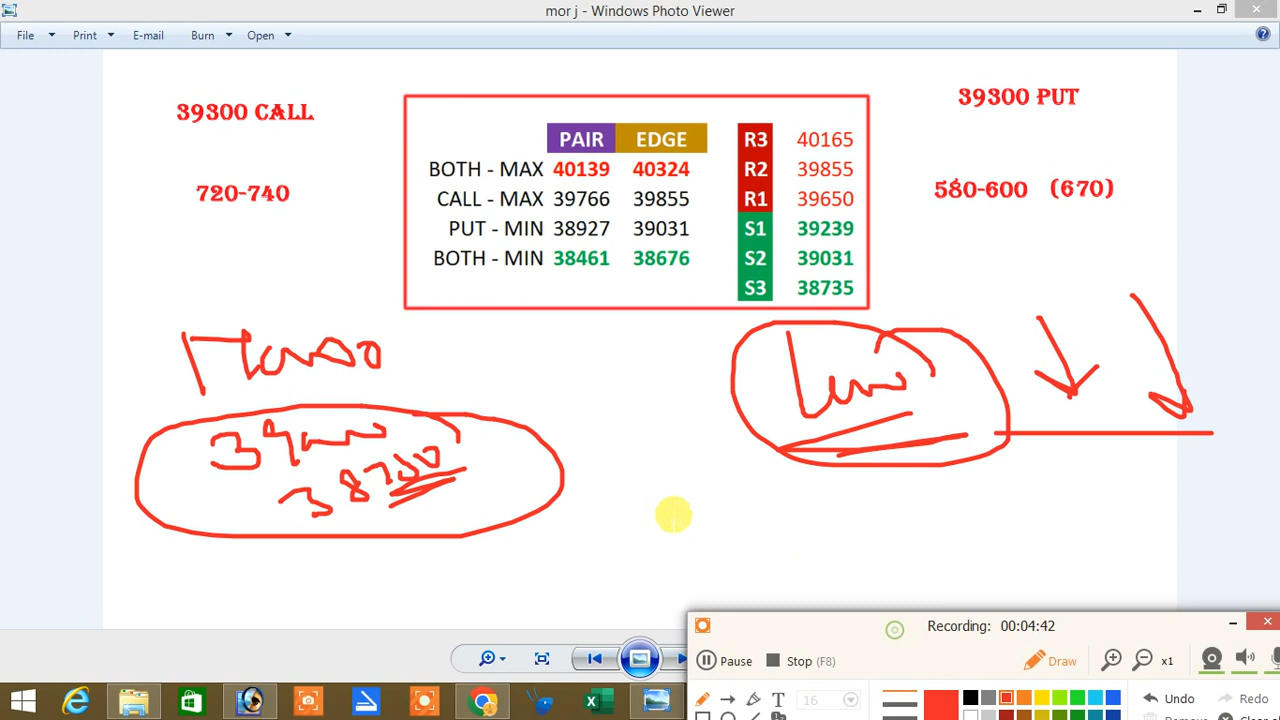 mor j - Windows Photo Viewer
File Print E-mail Burn Open
39300 CALL
720-740
39300 PUT
580-600 (670)
PAIR EDGE
BOTH - MAX 40139 40324
CALL - MAX 39766 39855
PUT - MIN 38927 39031
BOTH - MIN 38461 38676
R3 40165
R2 39855
R1 39650
S1 39239
S2 39031
S3 38735
38700
Recording: 00:04:42
Pause Stop (F8) Draw x1
T 16 Undo Redo